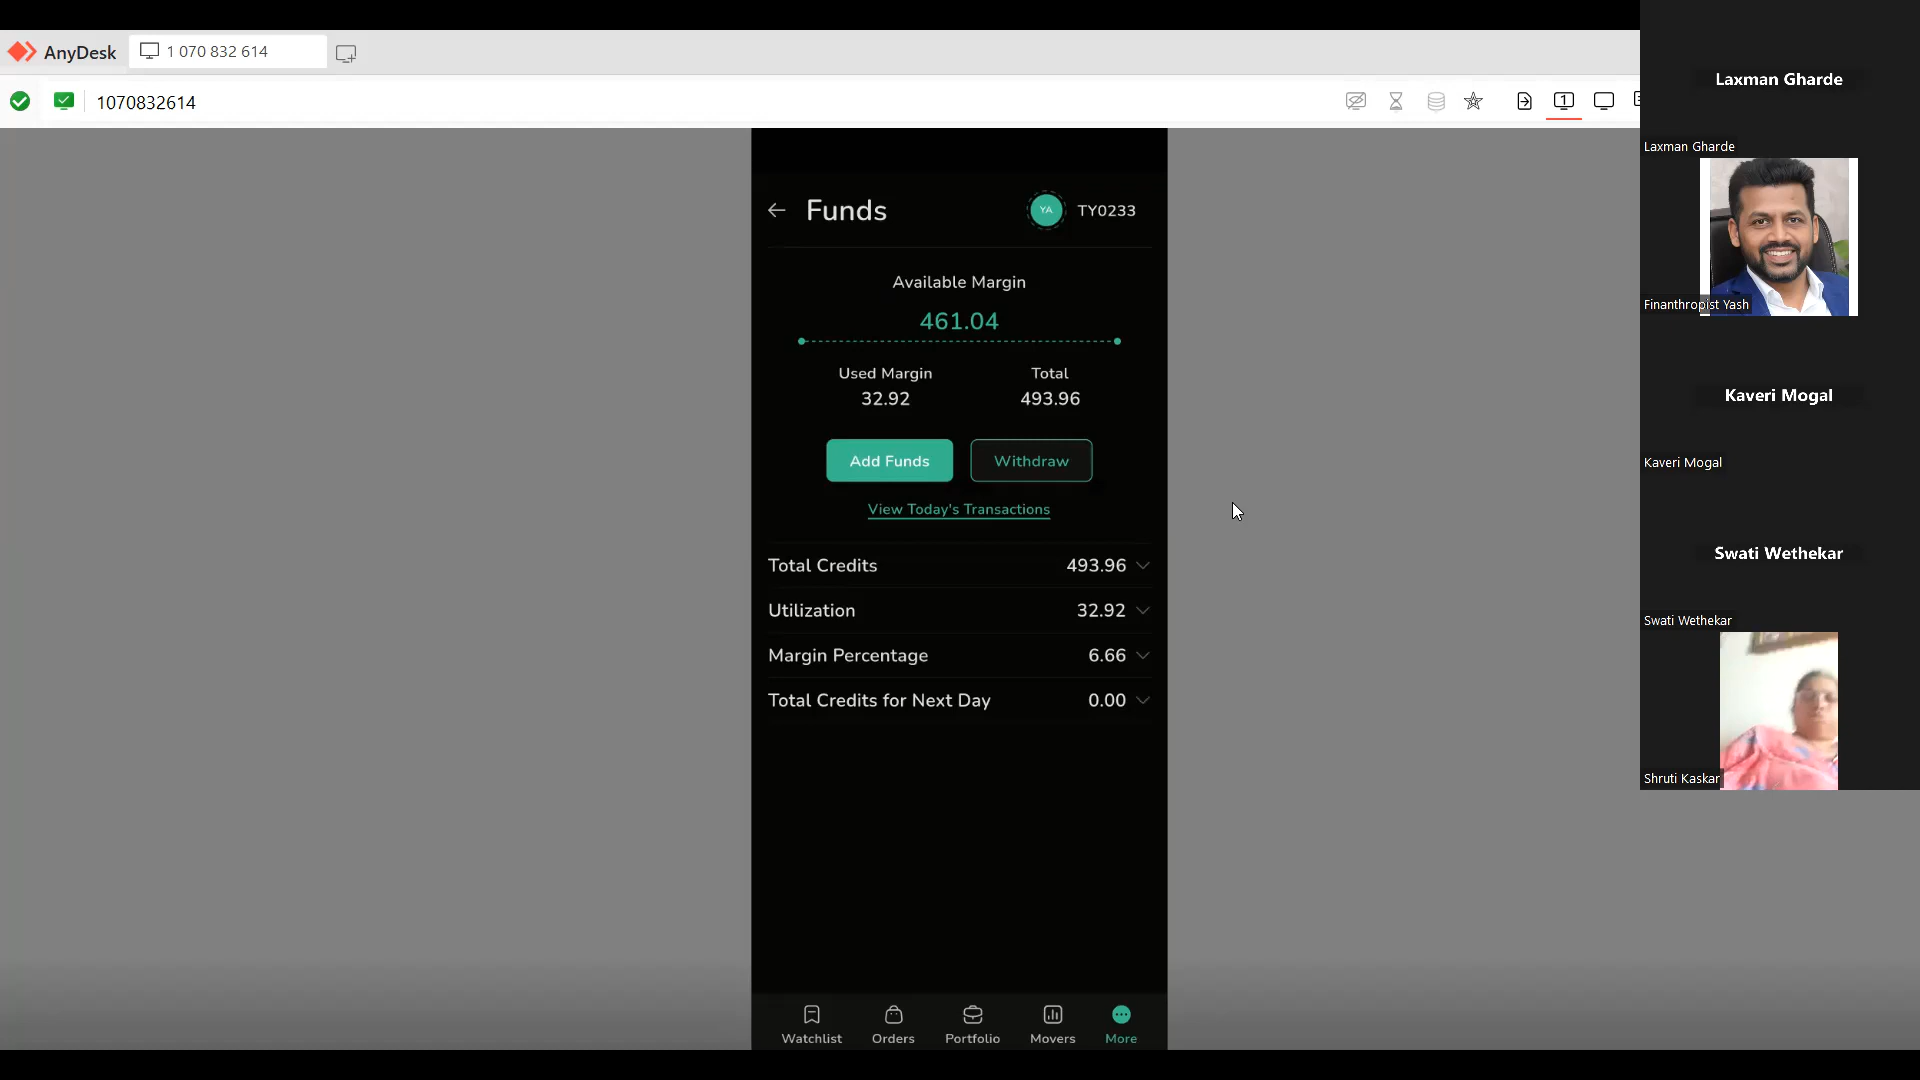 AnyDesk
1 070 832 614
1070832614
1
Funds
YA
TY0233
Available Margin
461.04
Used Margin
Total
32.92
493.96
Add Funds
Withdraw
View Today's Transactions
Total Credits
493.96
Utilization
32.92
Margin Percentage
6.66
Total Credits for Next Day
0.00
Watchlist
Orders
Portfolio
Movers
More
Laxman Gharde
Laxman Gharde
Finanthropist Yash
Kaveri Mogal
Kaveri Mogal
Swati Wethekar
Swati Wethekar
Shruti Kaskar